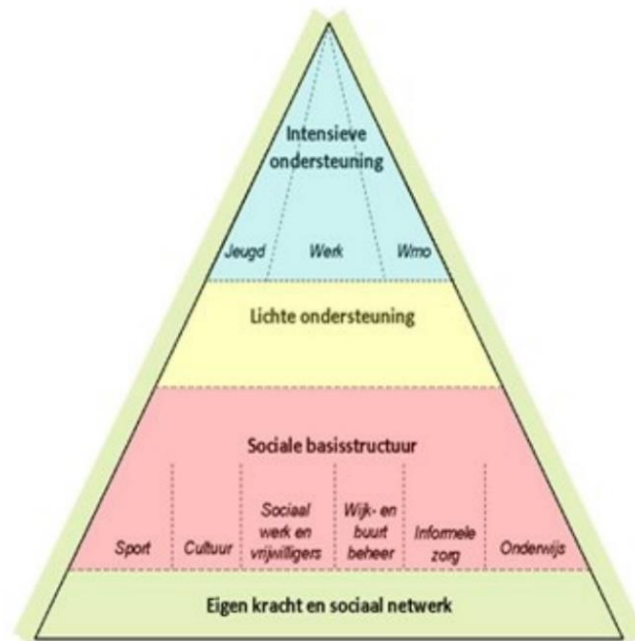 Intensieve
ondersteuning
Jeugd Werk Wmo
Lichte ondersteuning
Sociale basisstructuur
Sport
Cultuur
Sociaal
werk en
vrijwilligers
Wijk- en
buurt
beheer
Informele
zorg
Onderwijs
Eigen kracht en sociaal netwerk